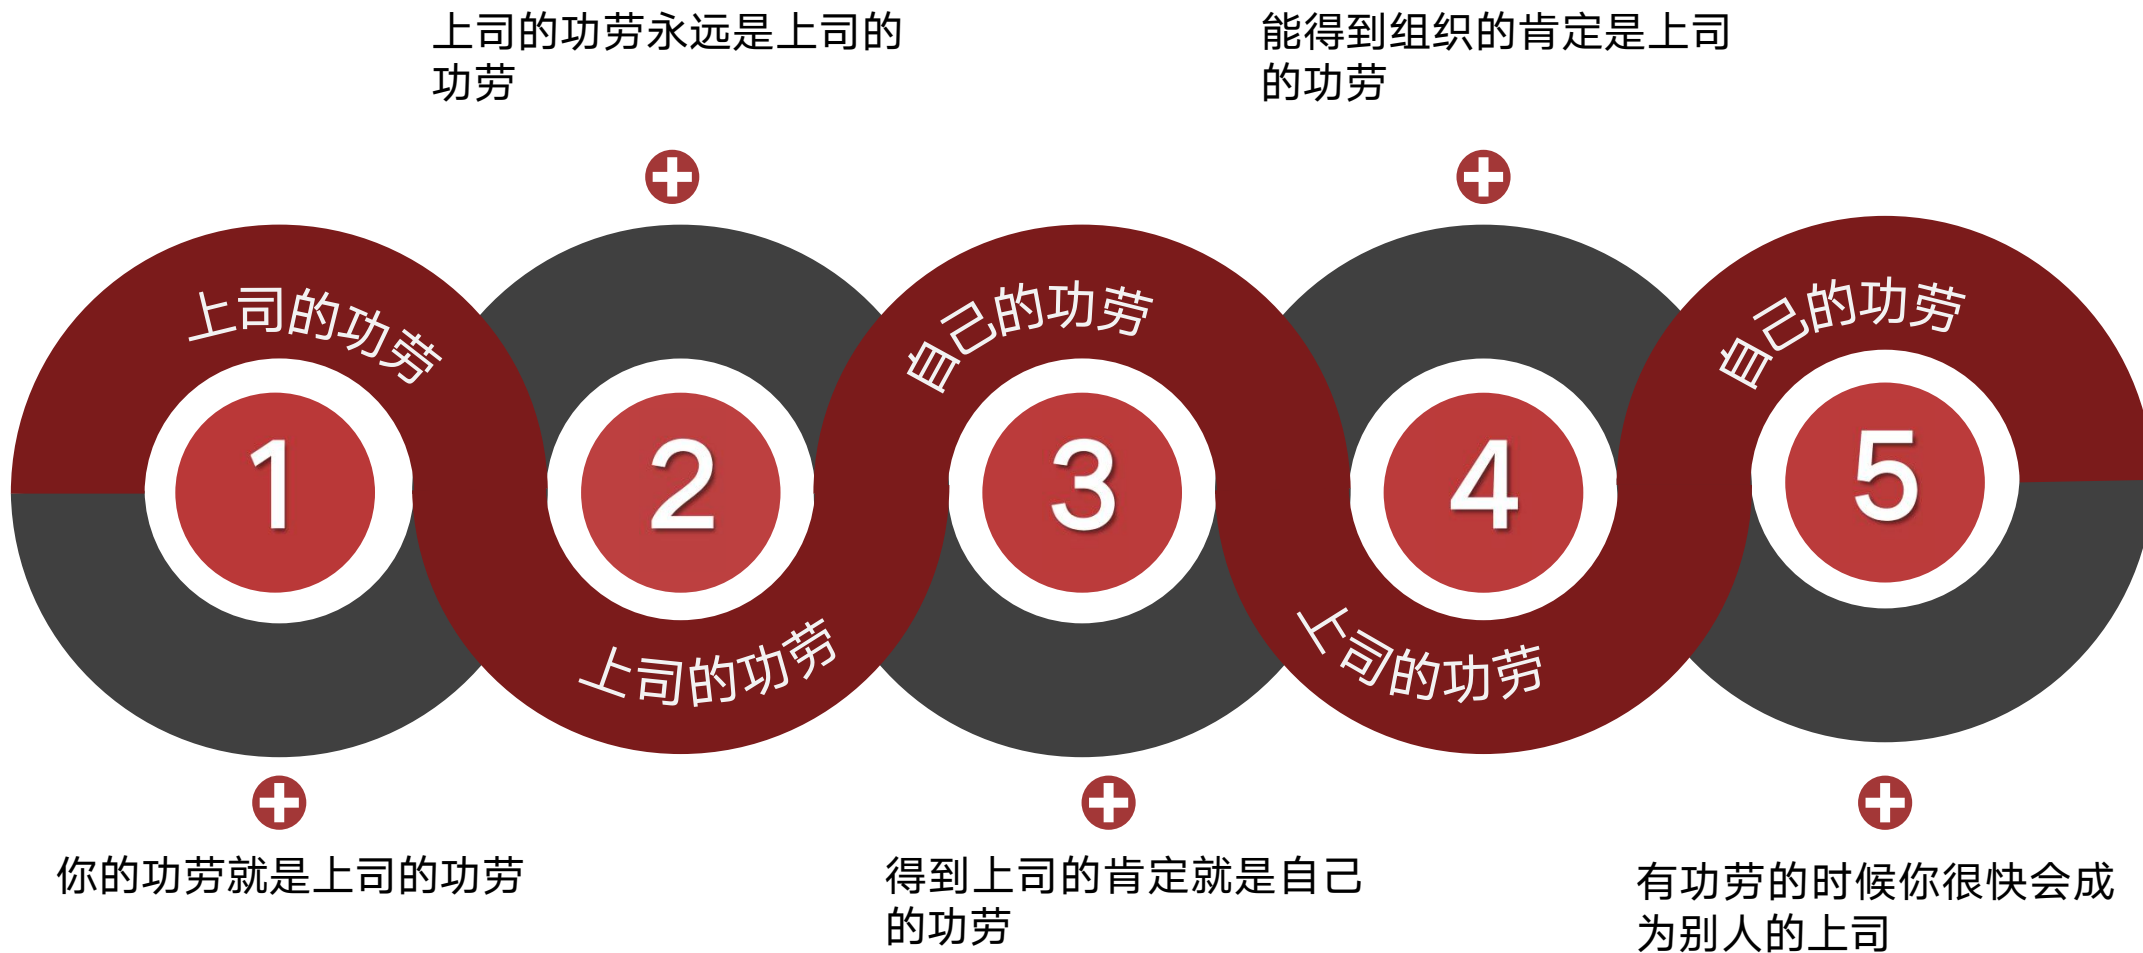 上司的功劳永远是上司的
功劳
能得到组织的肯定是上司
的功劳
上司的功劳
自己的功劳
自己的功劳
1
2
3
4
5
上司的功劳
上司的功劳
你的功劳就是上司的功劳
得到上司的肯定就是自己
的功劳
有功劳的时候你很快会成
为别人的上司